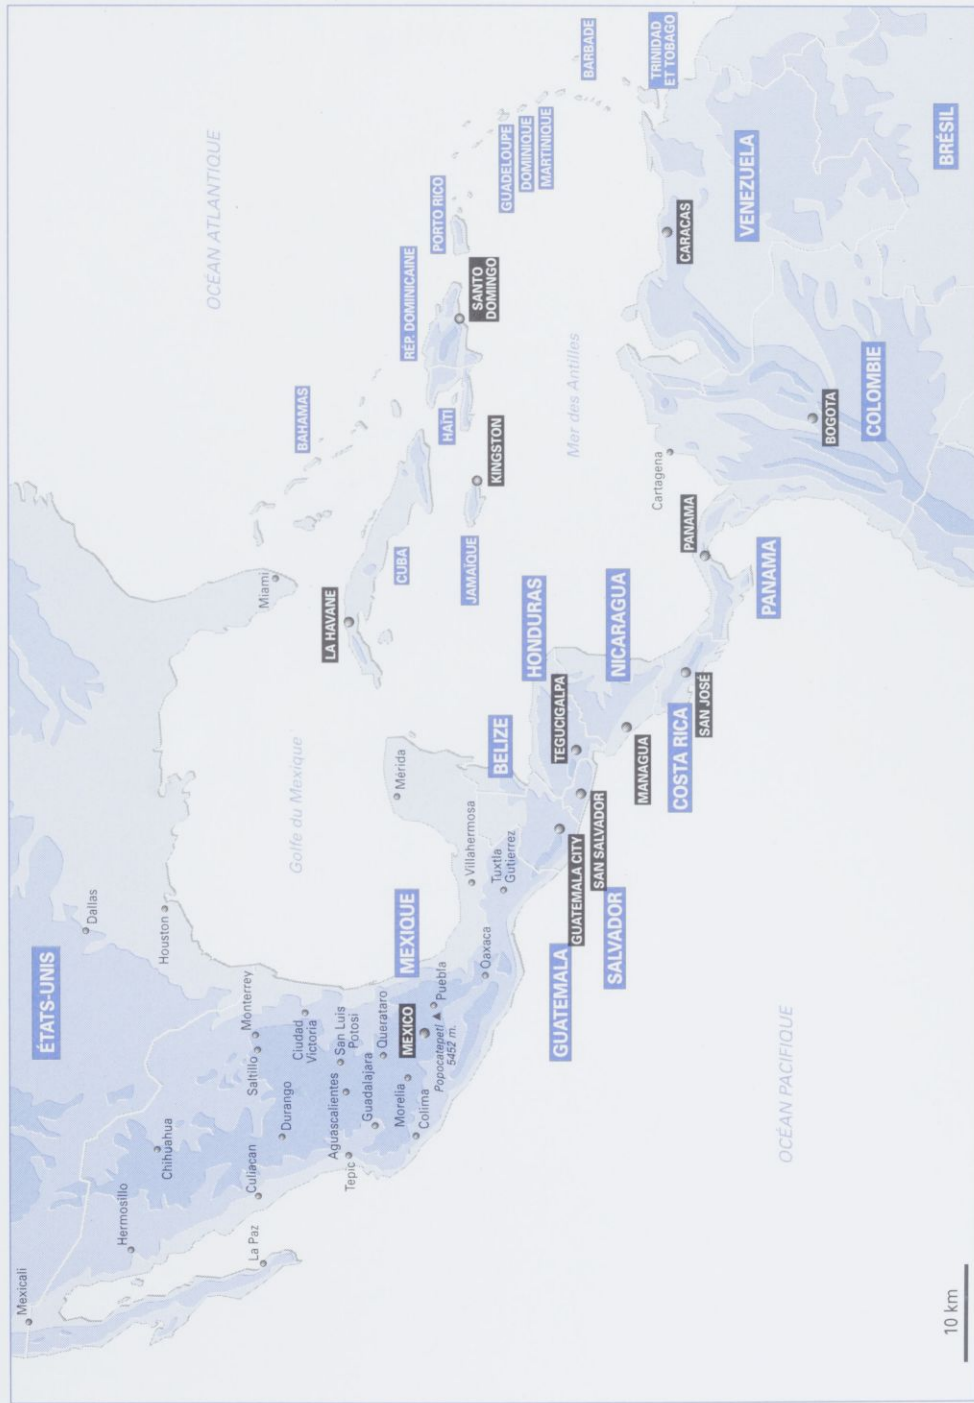 ÉTATS-UNIS
Mexicali
Dallas
Hermosillo
Chihuahua
Houston
OCÉAN ATLANTIQUE
La Paz
Culiacan
Saltillo
Monterrey
Miami
Durango
Ciudad
Victoria
Golfe du Mexique
BAHAMAS
Tepic
Aguascalientes
San Luis
Potosi
LA HAVANE
Guadalajara
Querataro
Mérida
CUBA
RÉP. DOMINICAINE
PORTO RICO
Morelia
MEXICO
MEXIQUE
HAÏTI
Colima
Popocatepetl
5452 m.
Puebla
Villahermosa
JAMAÏQUE
KINGSTON
SANTO
DOMINGO
Oaxaca
Tuxtla
Gutierrez
BELIZE
GUADELOUPE
DOMINIQUE
MARTINIQUE
HONDURAS
GUATEMALA
GUATEMALA CITY
TEGUCIGALPA
Mer des Antilles
BARBADE
SAN SALVADOR
SALVADOR
NICARAGUA
MANAGUA
Cartagena
TRINIDAD
ET TOBAGO
COSTA RICA
SAN JOSÉ
PANAMA
CARACAS
VENEZUELA
PANAMA
OCÉAN PACIFIQUE
BOGOTA
COLOMBIE
BRÉSIL
10 km